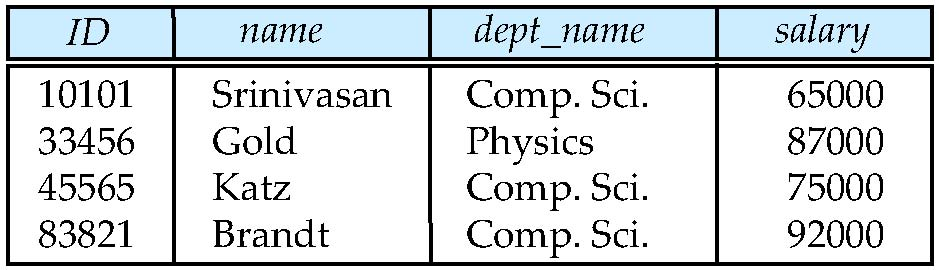 ID name dept_name salary
10101 Srinivasan Comp. Sci. 65000
33456 Gold Physics 87000
45565 Katz Comp. Sci. 75000
83821 Brandt Comp. Sci. 92000